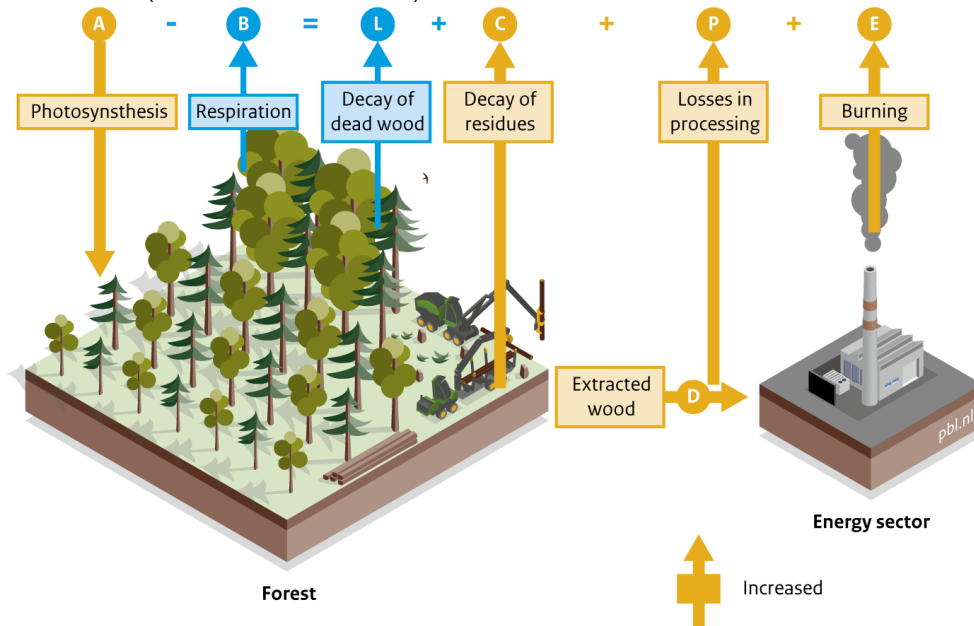 A - B = L + C + P + E
Photosynsthesis
Respiration
Decay of
dead wood
Decay of
residues
Losses in
processing
Burning
Extracted
wood
D
pbl.nl
Energy sector
Forest
Increased